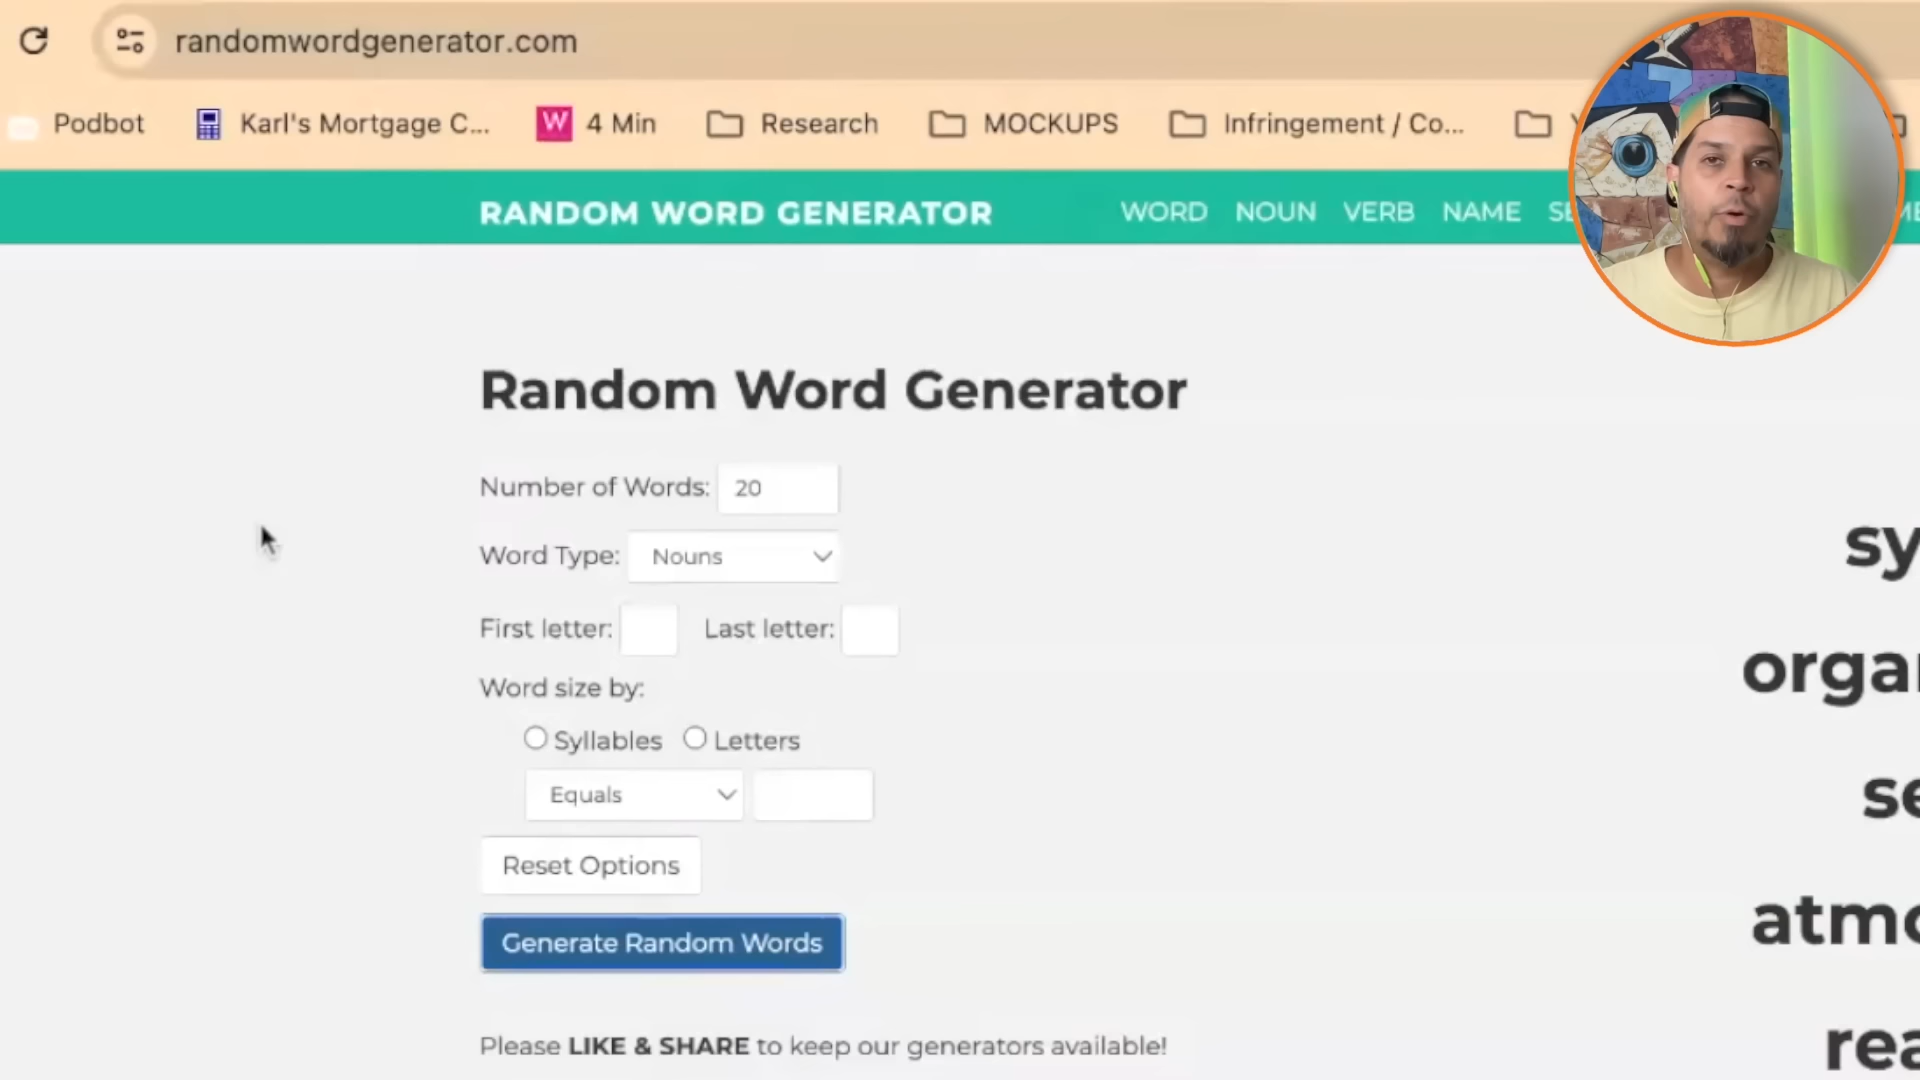 randomwordgenerator.com
Podbot Karl's Mortgage C... W 4 Min Research MOCKUPS Infringement / Co...
RANDOM WORD GENERATOR WORD NOUN VERB NAME
Random Word Generator
Number of Words: 20
Word Type: Nouns
First letter: Last letter:
Word size by:
Syllables Letters
Equals
Reset Options
Generate Random Words
Please LIKE & SHARE to keep our generators available!